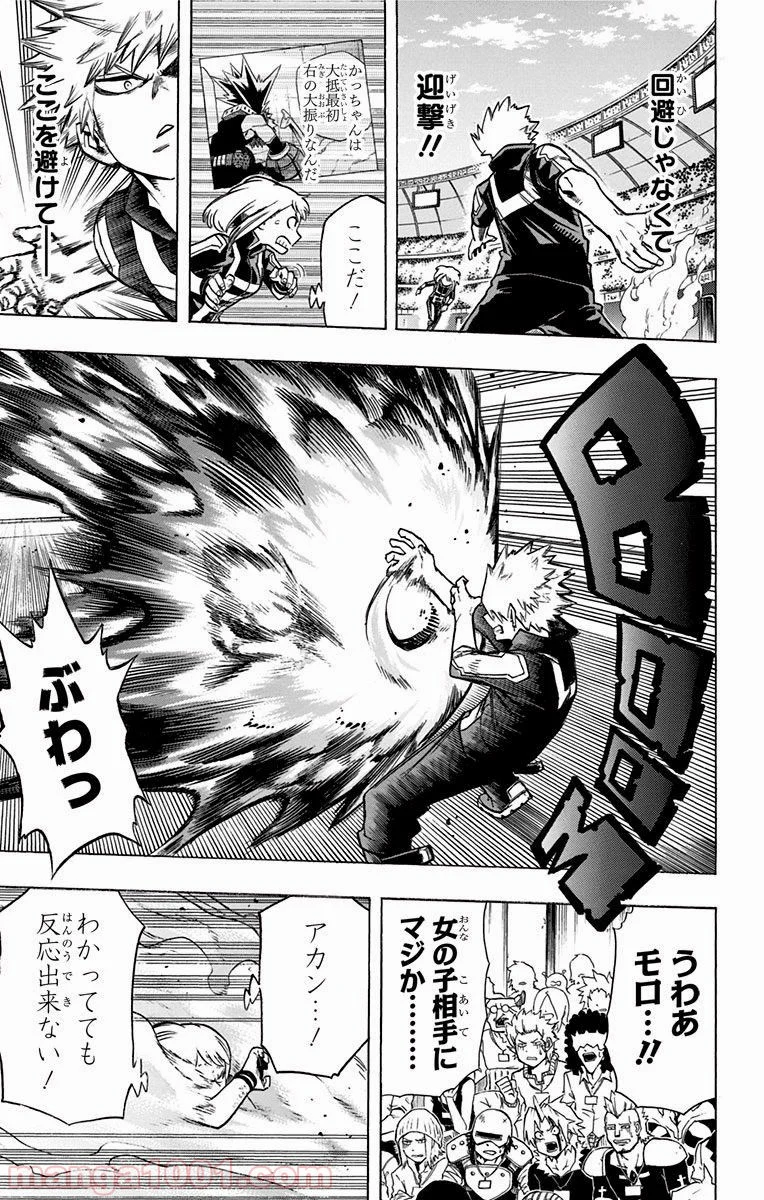 回避じゃなくて
迎撃!!
かっちゃんは
大抵最初
右の大振りなんだ
ここだ!
ここを避けて――
BOOOM
ぶわっ
うわあ
モロ…!!
女の子相手に
マジか………
アカン…!
わかってても
反応出来ない!
manga1001.com